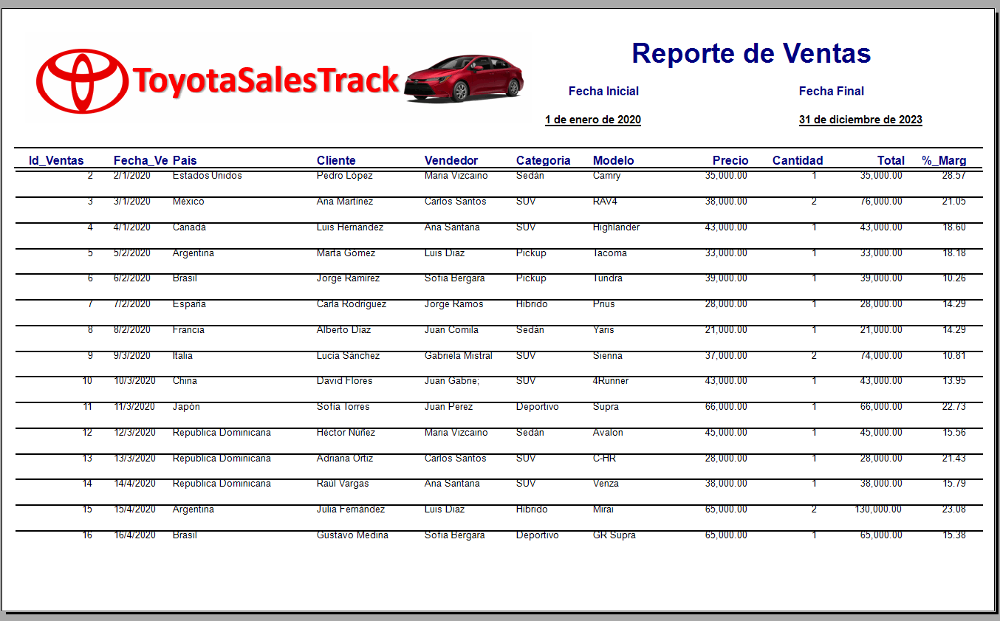 ToyotaSalesTrack
Reporte de Ventas
Fecha Inicial Fecha Final
1 de enero de 2020 31 de diciembre de 2023
Id_Ventas Fecha_Ve Pais Cliente Vendedor Categoria Modelo Precio Cantidad Total %_Marg
2 2/1/2020 Estados Unidos Pedro López Maria Vizcaino Sedán Camry 35,000.00 1 35,000.00 28.57
3 3/1/2020 México Ana Martínez Carlos Santos SUV RAV4 38,000.00 2 76,000.00 21.05
4 4/1/2020 Canadá Luis Hernández Ana Santana SUV Highlander 43,000.00 1 43,000.00 18.60
5 5/2/2020 Argentina Marta Gómez Luis Diaz Pickup Tacoma 33,000.00 1 33,000.00 18.18
6 6/2/2020 Brasil Jorge Ramírez Sofia Bergara Pickup Tundra 39,000.00 1 39,000.00 10.26
7 7/2/2020 España Carla Rodríguez Jorge Ramos Híbrido Prius 28,000.00 1 28,000.00 14.29
8 8/2/2020 Francia Alberto Díaz Juan Comila Sedán Yaris 21,000.00 1 21,000.00 14.29
9 9/3/2020 Italia Lucía Sánchez Gabriela Mistral SUV Sienna 37,000.00 2 74,000.00 10.81
10 10/3/2020 China David Flores Juan Gabrie; SUV 4Runner 43,000.00 1 43,000.00 13.95
11 11/3/2020 Japón Sofía Torres Juan Perez Deportivo Supra 66,000.00 1 66,000.00 22.73
12 12/3/2020 Republica Dominicana Héctor Núñez Maria Vizcaino Sedán Avalon 45,000.00 1 45,000.00 15.56
13 13/3/2020 Republica Dominicana Adriana Ortiz Carlos Santos SUV C-HR 28,000.00 1 28,000.00 21.43
14 14/4/2020 Republica Dominicana Raúl Vargas Ana Santana SUV Venza 38,000.00 1 38,000.00 15.79
15 15/4/2020 Argentina Julia Fernández Luis Diaz Híbrido Mirai 65,000.00 2 130,000.00 23.08
16 16/4/2020 Brasil Gustavo Medina Sofia Bergara Deportivo GR Supra 65,000.00 1 65,000.00 15.38